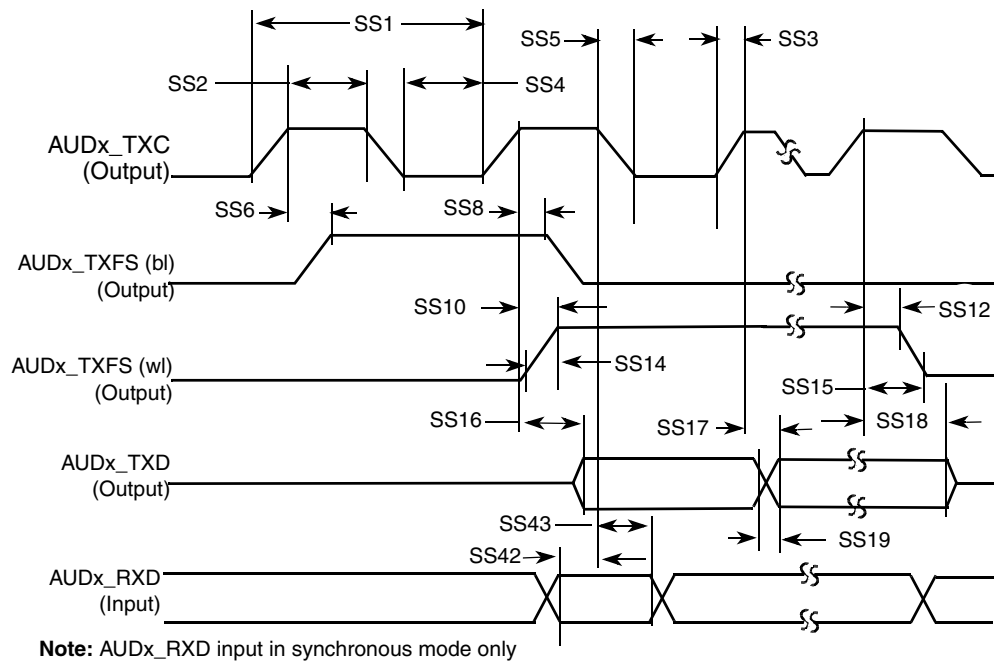 SS1
SS5
SS3
SS2
SS4
AUDx_TXC
(Output)
SS6
SS8
AUDx_TXFS (bl)
(Output)
SS10
SS12
AUDx_TXFS (wl)
(Output)
SS14
SS15
SS16
SS17
SS18
AUDx_TXD
(Output)
SS43
SS42
SS19
AUDx_RXD
(Input)
Note: AUDx_RXD input in synchronous mode only